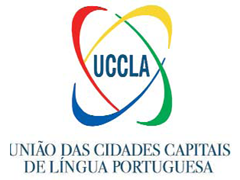 UCCLA
UNIÃO DAS CIDADES CAPITAIS
DE LÍNGUA PORTUGUESA